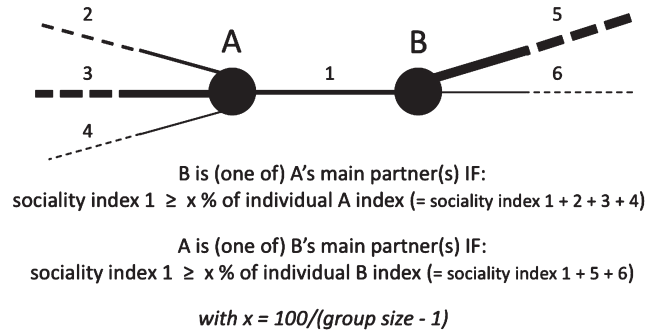 2
5
A
B
3
1
6
4
B is (one of) A's main partner(s) IF:
sociality index 1 ≥ x % of individual A index (= sociality index 1 + 2 + 3 + 4)
A is (one of) B's main partner(s) IF:
sociality index 1 ≥ x % of individual B index (= sociality index 1 + 5 + 6)
with x = 100/(group size - 1)